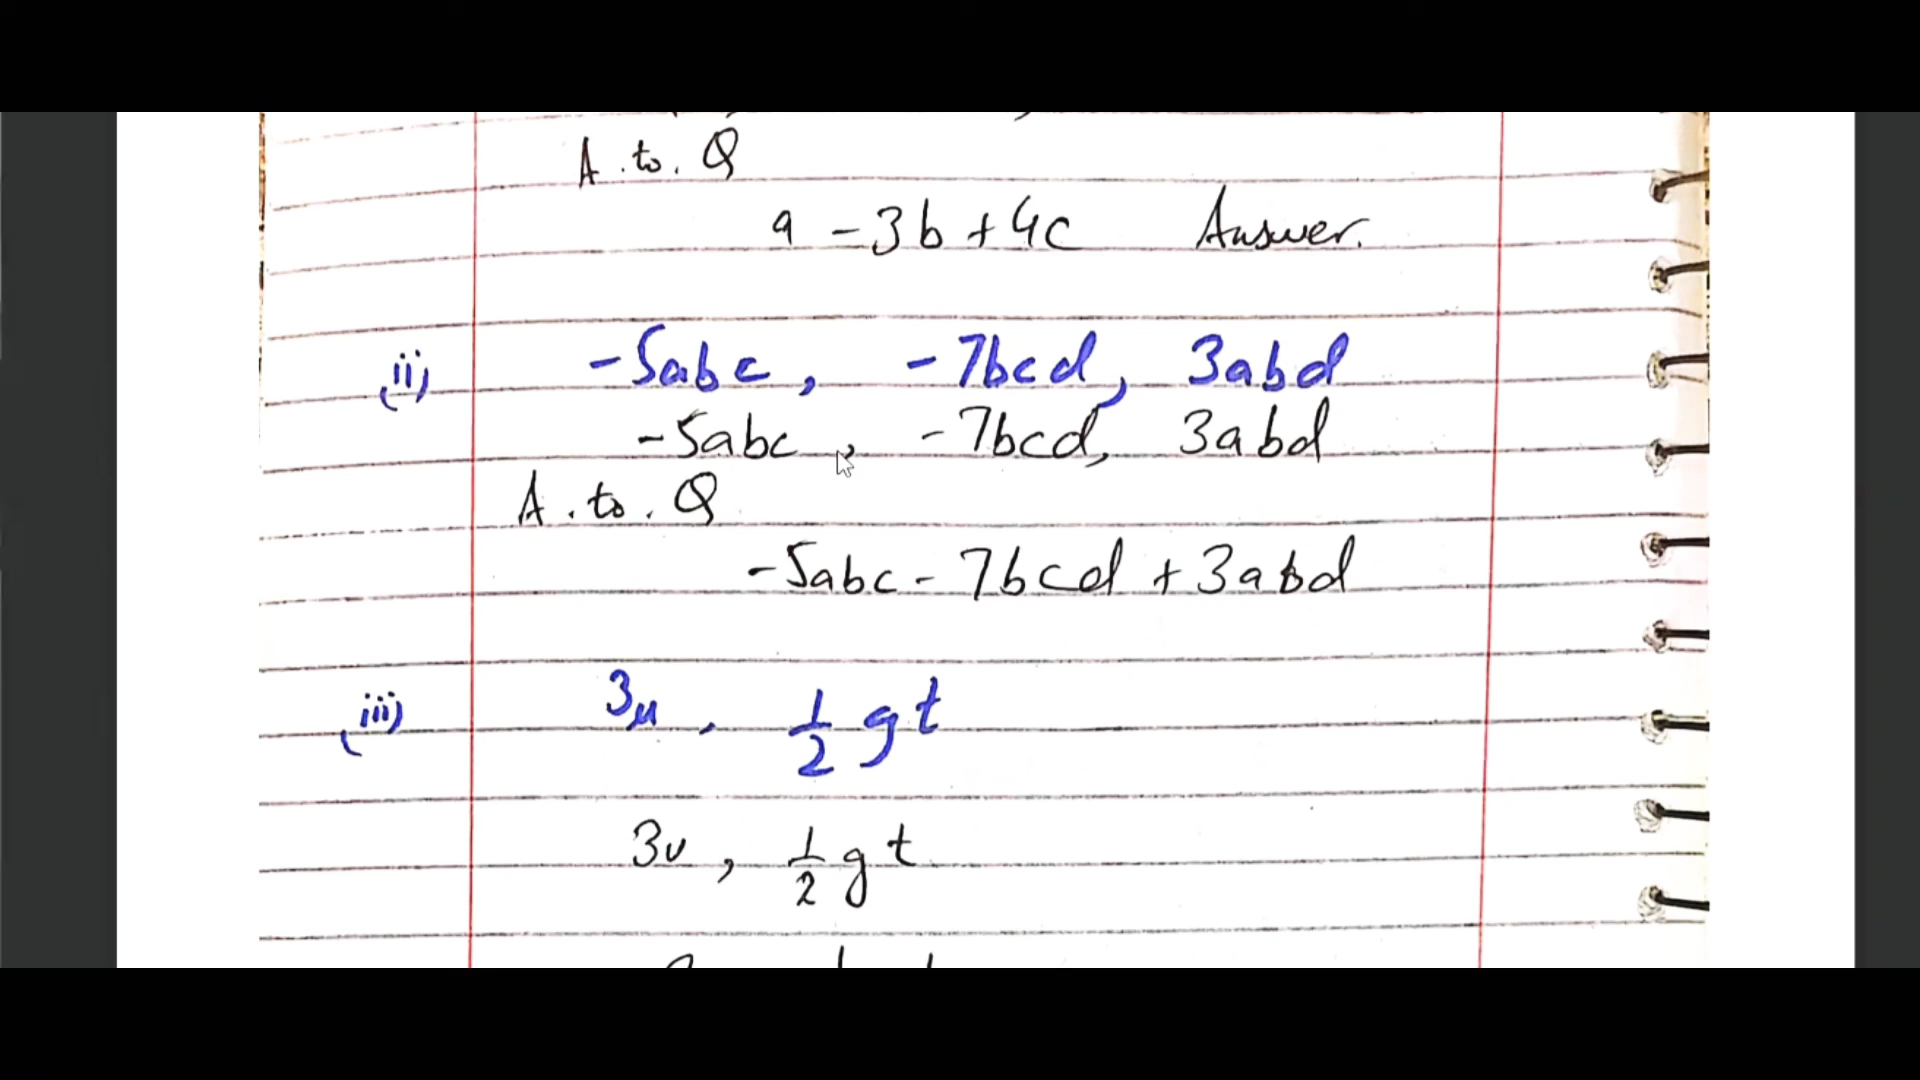 A. to. Q
a - 3b + 4c Answer.
(ii) -5abc, -7bcd, 3abd
-5abc, -7bcd, 3abd
A. to. Q
-5abc - 7bcd + 3abd
(iii) 3u, 1/2 gt
3u, 1/2 gt